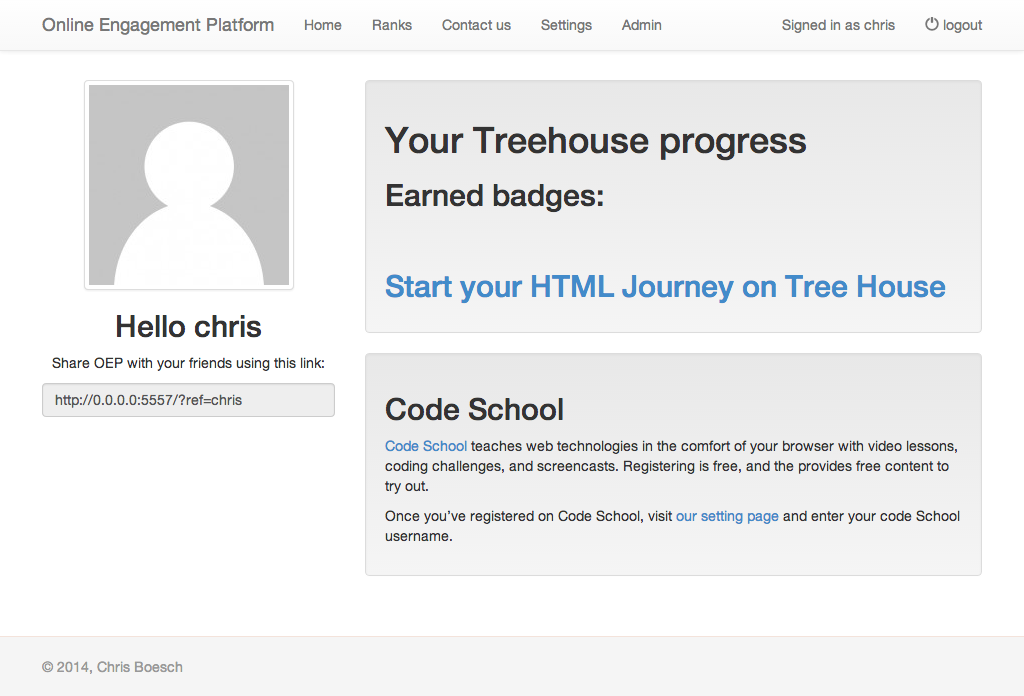 Online Engagement Platform Home Ranks Contact us Settings Admin Signed in as chris logout
Hello chris
Share OEP with your friends using this link:
http://0.0.0.0:5557/?ref=chris
Your Treehouse progress
Earned badges:
Start your HTML Journey on Tree House
Code School
Code School teaches web technologies in the comfort of your browser with video lessons,
coding challenges, and screencasts. Registering is free, and the provides free content to
try out.
Once you've registered on Code School, visit our setting page and enter your code School
username.
© 2014, Chris Boesch